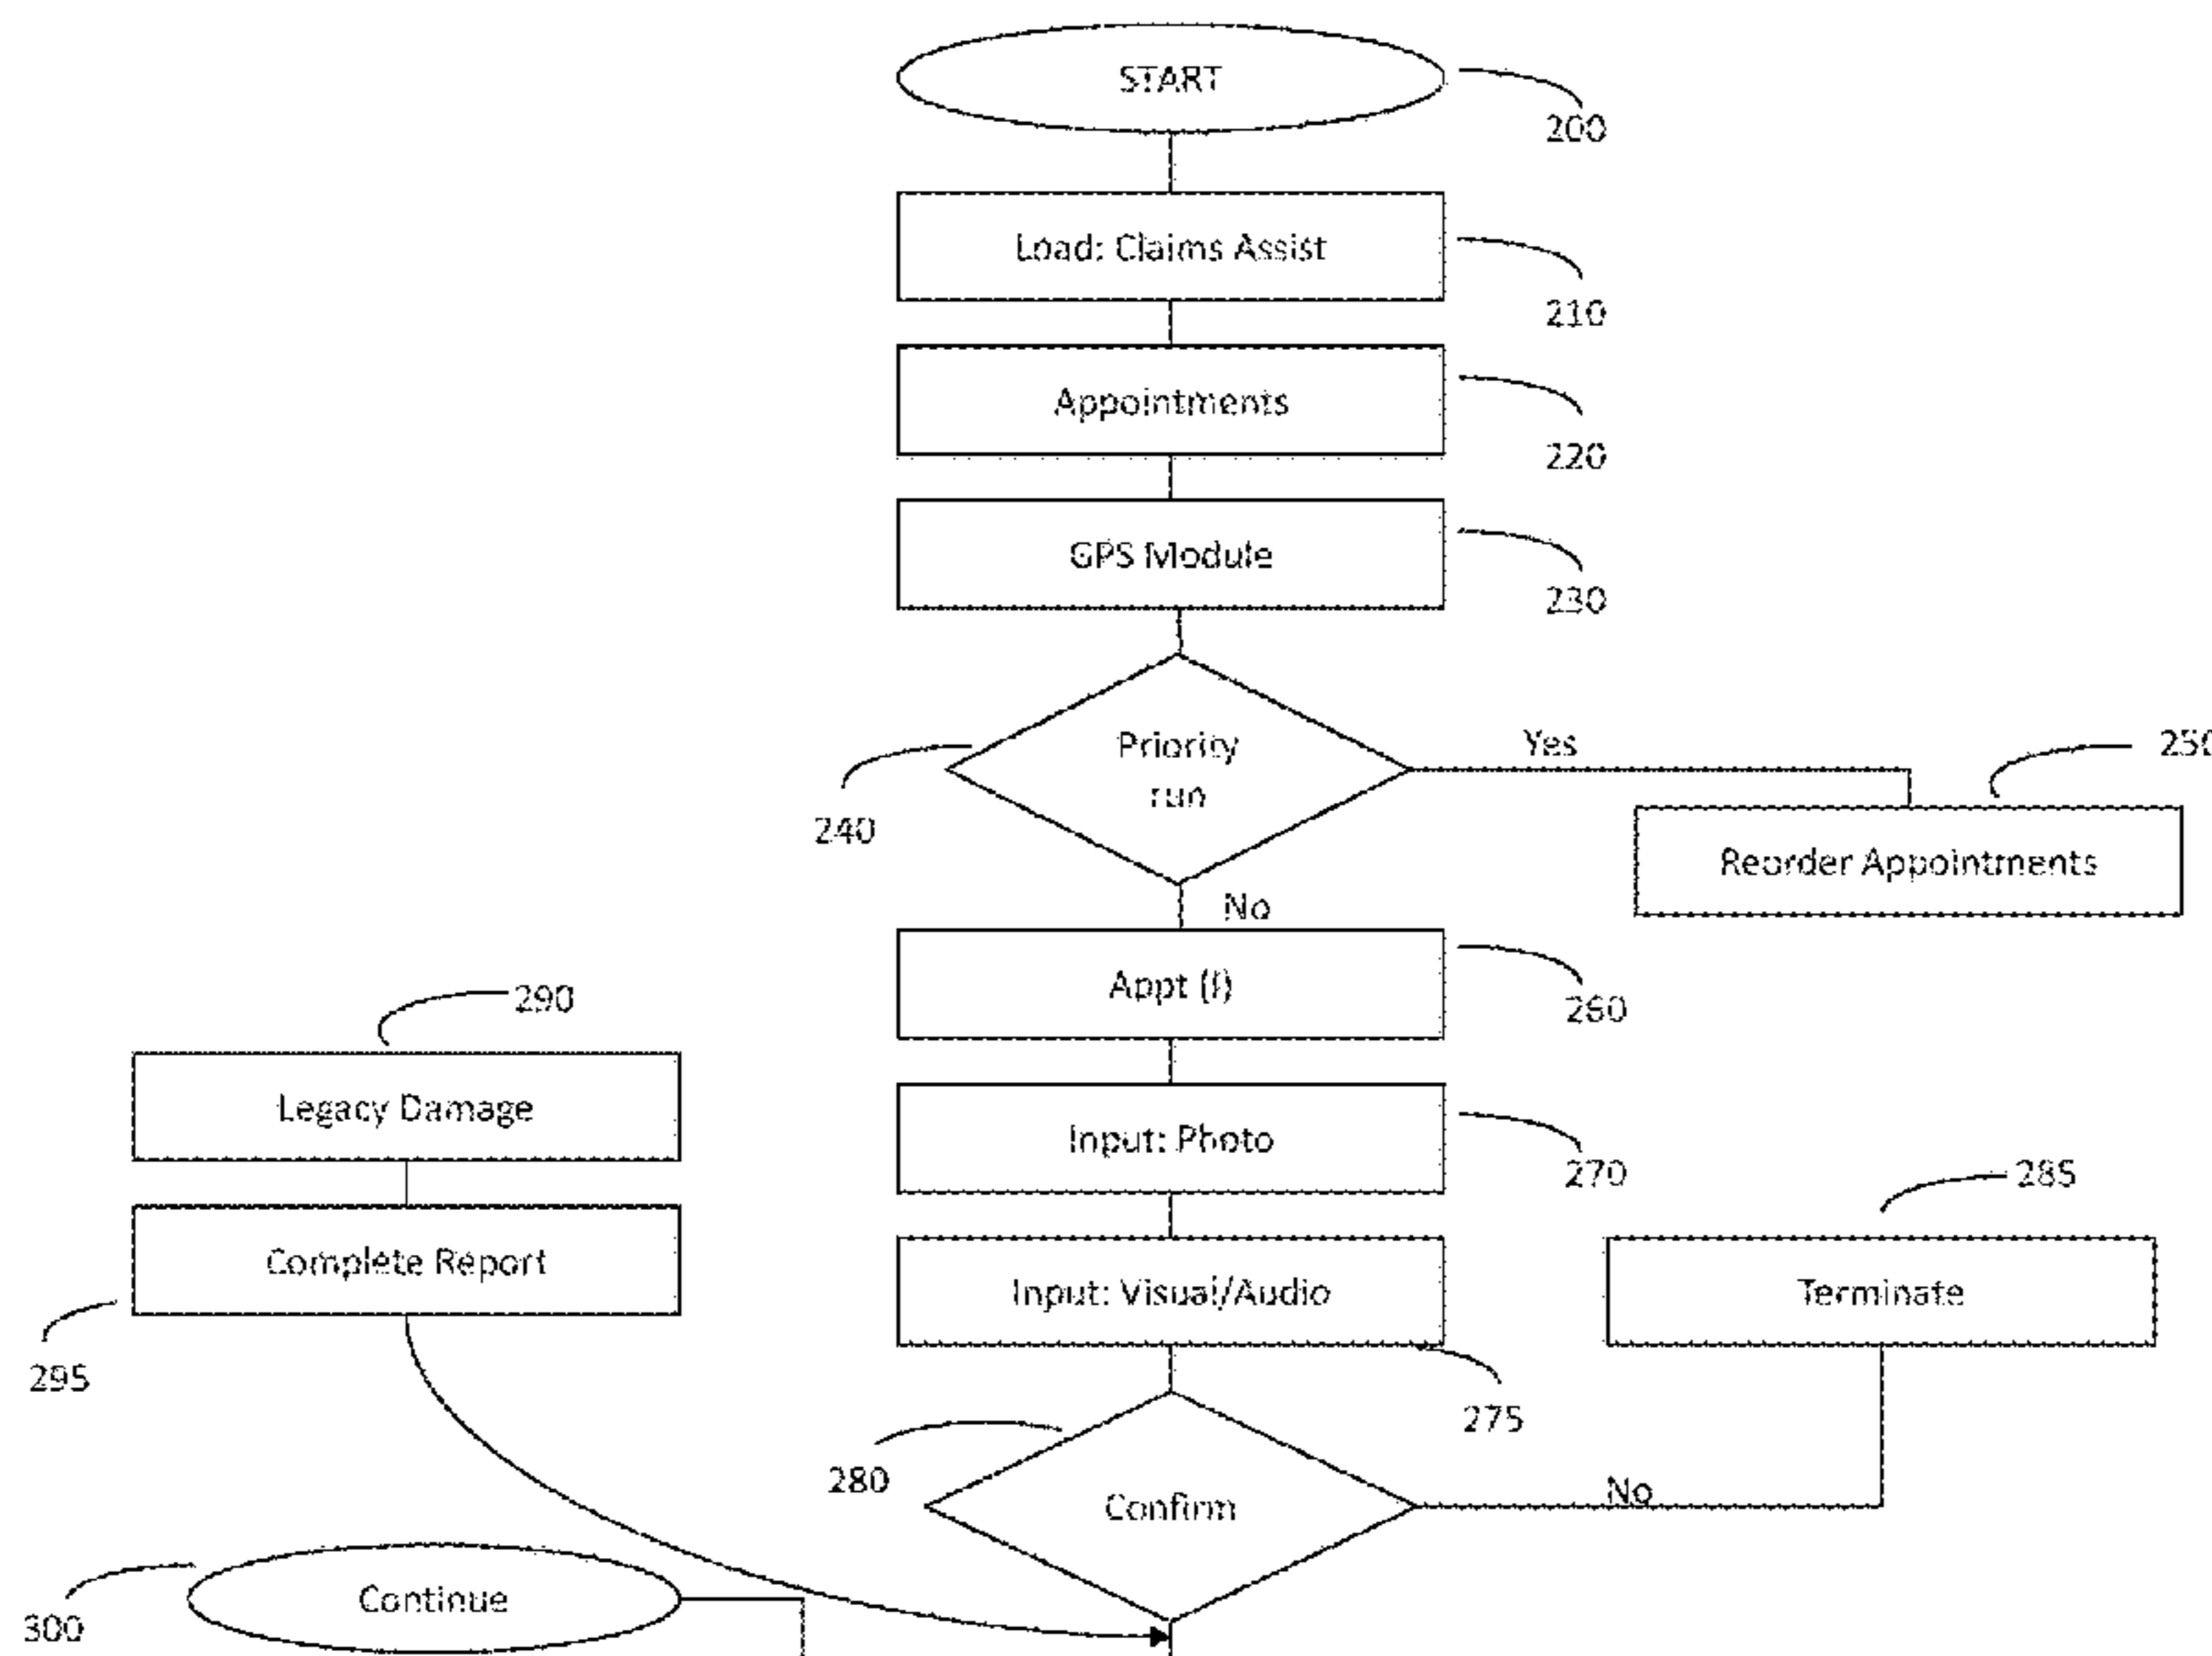 START
200
Load: Claims Assist
210
Appointments
220
GPS Module
230
Priority
run
240
Yes
250
Reorder Appointments
No
Appt (I)
260
290
Legacy Damage
Input: Photo
270
285
Complete Report
Input: Visual/Audio
Terminate
295
275
280
Confirm
No
Continue
300